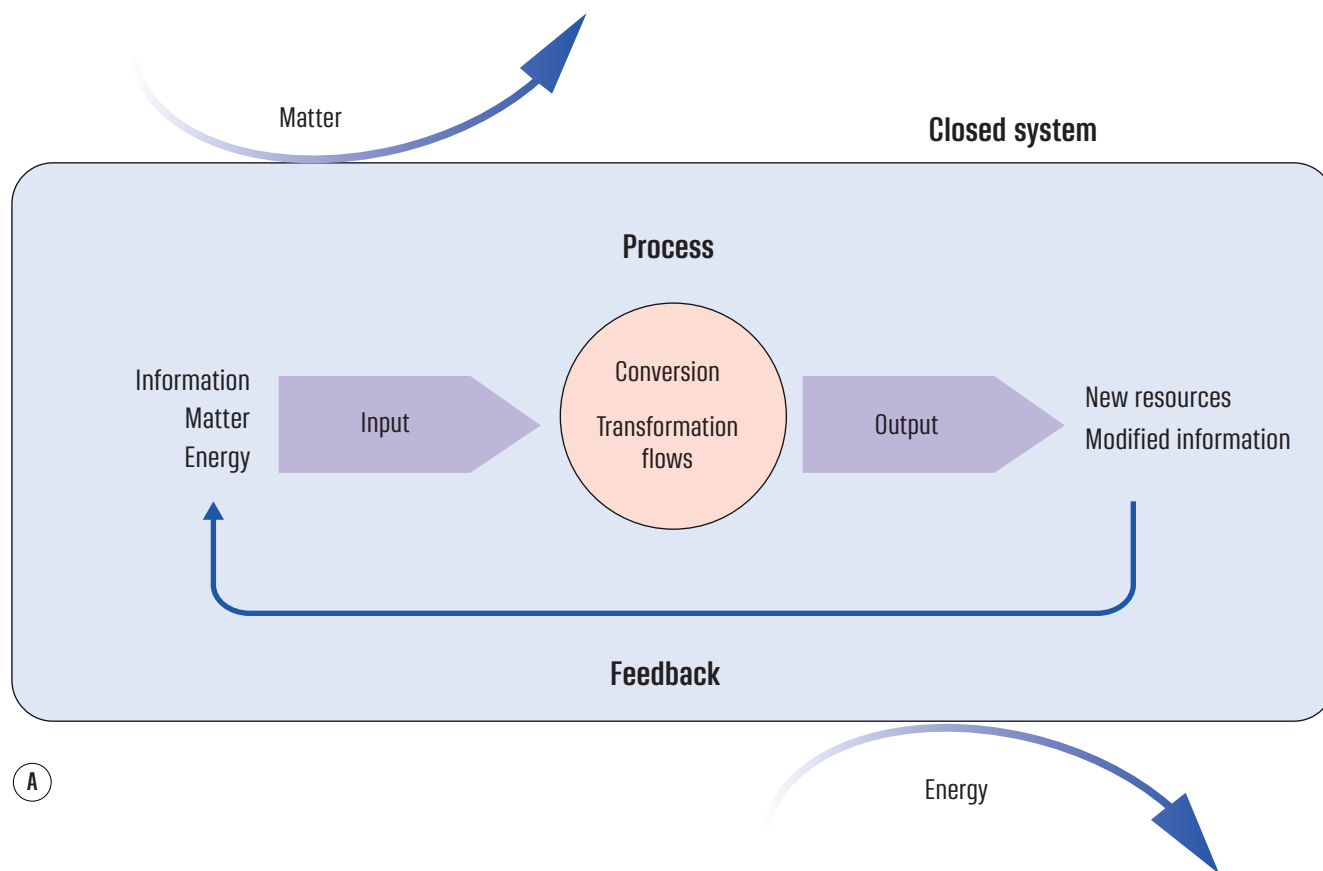 Matter
Closed system
Process
Information
Matter
Energy
Input
Conversion
Transformation
flows
Output
New resources
Modified information
Feedback
A
Energy